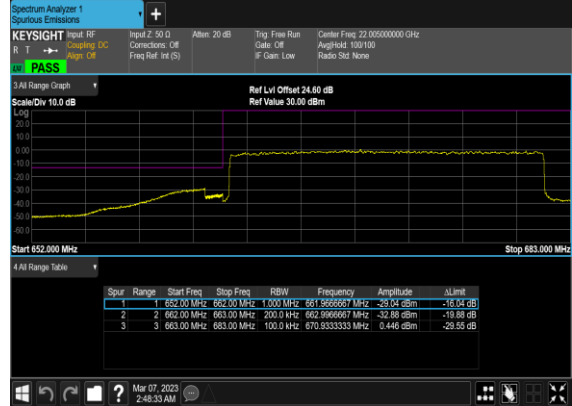 Spectrum Analyzer 1
Spurious Emissions
+
KEYSIGHT Input: RF
R T Coupling: DC
Align: Off
LW PASS
Input Z: 50 Ω
Corrections: Off
Freq Ref: Int (S)
Atten: 20 dB
Trig: Free Run
Gate: Off
IF Gain: Low
Center Freq: 22.005000000 GHz
Avg|Hold: 100/100
Radio Std: None
3 All Range Graph
Scale/Div 10.0 dB
Ref Lvl Offset 24.60 dB
Ref Value 30.00 dBm
Log
20.0
10.0
0.00
-10.0
-20.0
-30.0
-40.0
-50.0
-60.0
Start 652.000 MHz
Stop 683.000 MHz
4 All Range Table
Spur Range Start Freq Stop Freq RBW Frequency Amplitude ΔLimit
1 1 652.00 MHz 662.00 MHz 1.000 MHz 661.9666667 MHz -29.04 dBm -16.04 dB
2 2 662.00 MHz 663.00 MHz 200.0 kHz 662.9966667 MHz -32.88 dBm -19.88 dB
3 3 663.00 MHz 683.00 MHz 100.0 kHz 670.9333333 MHz 0.446 dBm -29.55 dB
?
Mar 07, 2023
2:48:33 AM